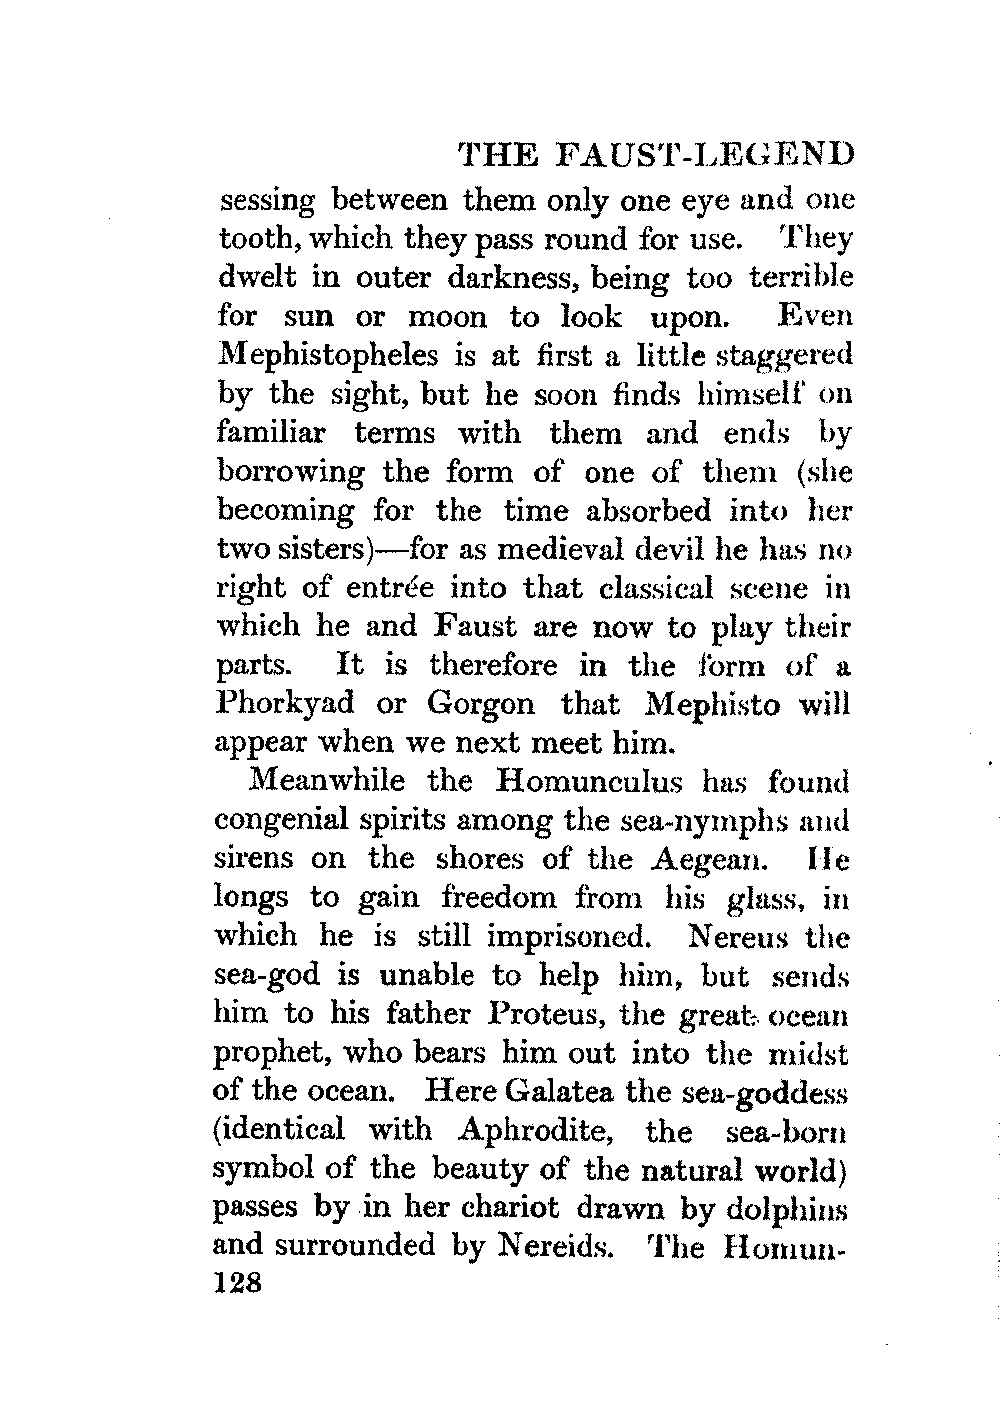 THE FAUST-LEGEND
sessing between them only one eye and one
tooth, which they pass round for use. They
dwelt in outer darkness, being too terrible
for sun or moon to look upon. Even
Mephistopheles is at first a little staggered
by the sight, but he soon finds himself on
familiar terms with them and ends by
borrowing the form of one of them (she
becoming for the time absorbed into her
two sisters)—for as medieval devil he has no
right of entrée into that classical scene in
which he and Faust are now to play their
parts. It is therefore in the form of a
Phorkyad or Gorgon that Mephisto will
appear when we next meet him.
Meanwhile the Homunculus has found
congenial spirits among the sea-nymphs and
sirens on the shores of the Aegean. He
longs to gain freedom from his glass, in
which he is still imprisoned. Nereus the
sea-god is unable to help him, but sends
him to his father Proteus, the great ocean
prophet, who bears him out into the midst
of the ocean. Here Galatea the sea-goddess
(identical with Aphrodite, the sea-born
symbol of the beauty of the natural world)
passes by in her chariot drawn by dolphins
and surrounded by Nereids. The Homun-
128